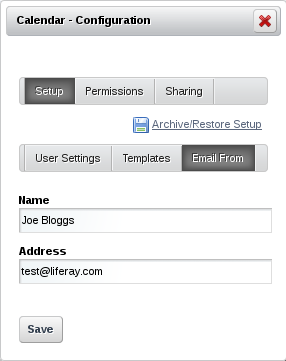 Calendar - Configuration
Setup Permissions Sharing
Archive/Restore Setup
User Settings Templates Email From
Name
Joe Bloggs
Address
test@liferay.com
Save